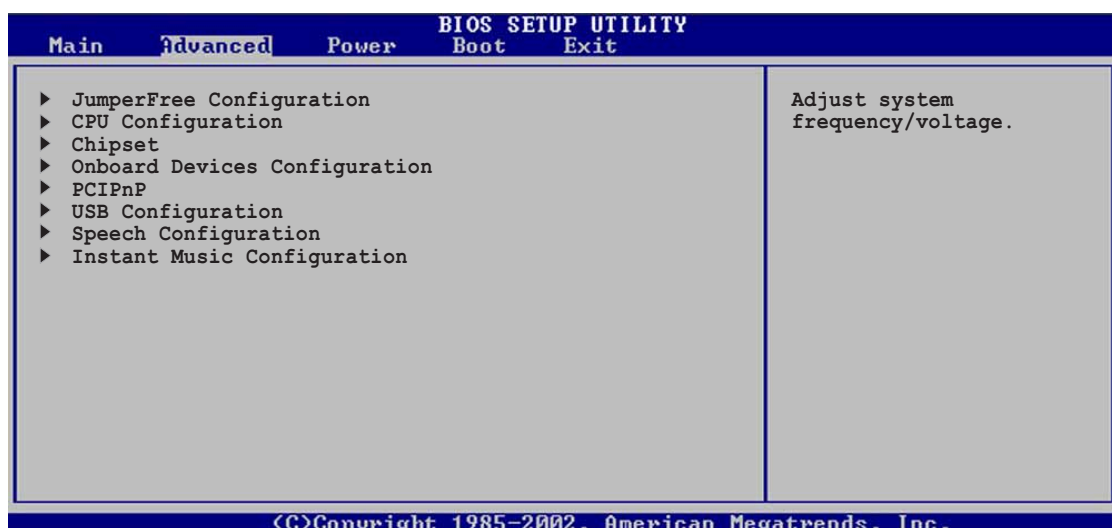 BIOS SETUP UTILITY
Main Advanced Power Boot Exit
JumperFree Configuration
CPU Configuration
Chipset
Onboard Devices Configuration
PCIPnP
USB Configuration
Speech Configuration
Instant Music Configuration
Adjust system
frequency/voltage.
(C)Copyright 1985-2002, American Megatrends, Inc.